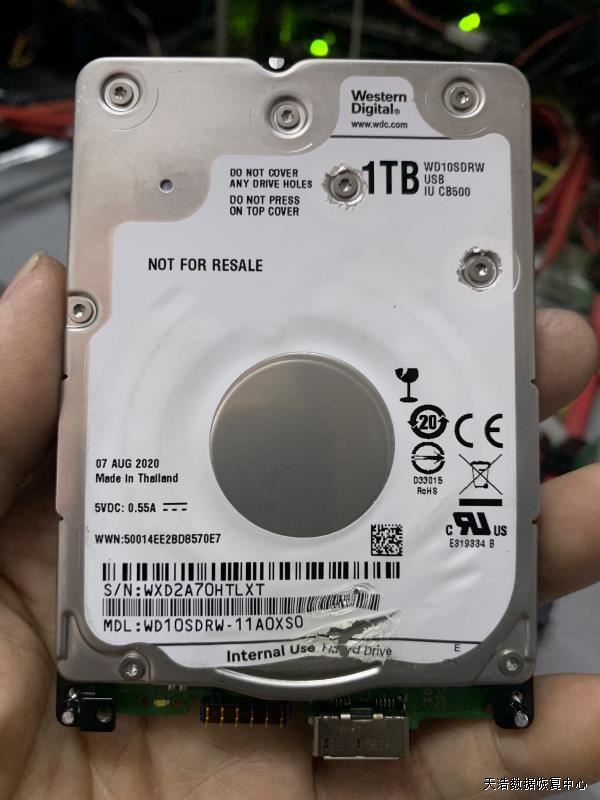 Western
Digital®
www.wdc.com
DO NOT COVER
ANY DRIVE HOLES
DO NOT PRESS
ON TOP COVER
1TB
WD10SDRW
USB
IU CB500
NOT FOR RESALE
20
CE
07 AUG 2020
Made in Thailand
D33015
RoHS
5VDC: 0.55A
C RU US
E319334 B
WWN:50014EE2BD8570E7
S/N:WXD2A70HTLXT
MDL:WD10SDRW-11A0XS0
Internal Use Hard Drive
E
天浩数据恢复中心